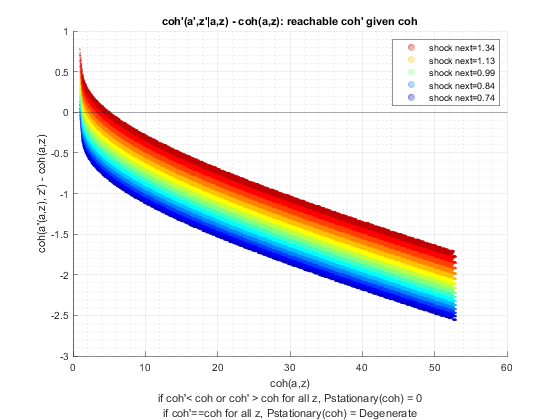 coh'(a',z'|a,z) - coh(a,z): reachable coh' given coh
1
0.5
0
-0.5
-1
-1.5
-2
-2.5
-3
coh(a'(a,z), z') - coh(a,z)
shock next=1.34
shock next=1.13
shock next=0.99
shock next=0.84
shock next=0.74
0 10 20 30 40 50 60
coh(a,z)
if coh'< coh or coh' > coh for all z, Pstationary(coh) = 0
if coh'==coh for all z, Pstationary(coh) = Degenerate